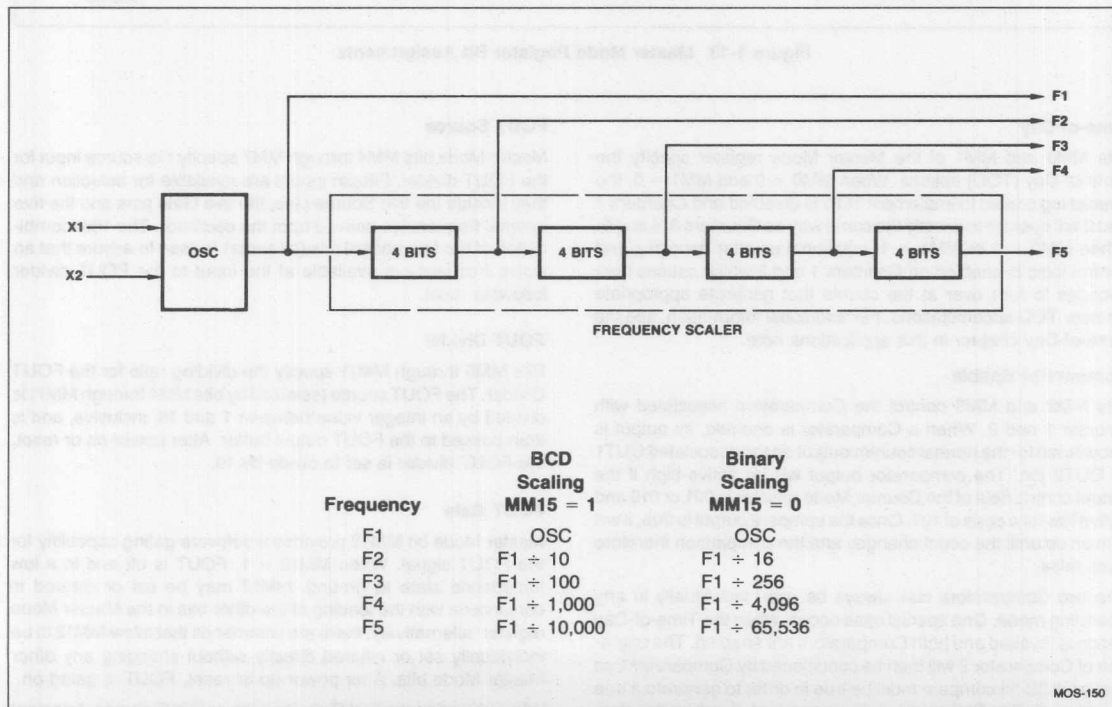 F1
F2
F3
F4
X1
X2
OSC
4 BITS
4 BITS
4 BITS
4 BITS
F5
FREQUENCY SCALER
Frequency
BCD Scaling MM15 = 1
Binary Scaling MM15 = 0
F1 OSC OSC
F2 F1 ÷ 10 F1 ÷ 16
F3 F1 ÷ 100 F1 ÷ 256
F4 F1 ÷ 1,000 F1 ÷ 4,096
F5 F1 ÷ 10,000 F1 ÷ 65,536
MOS-150